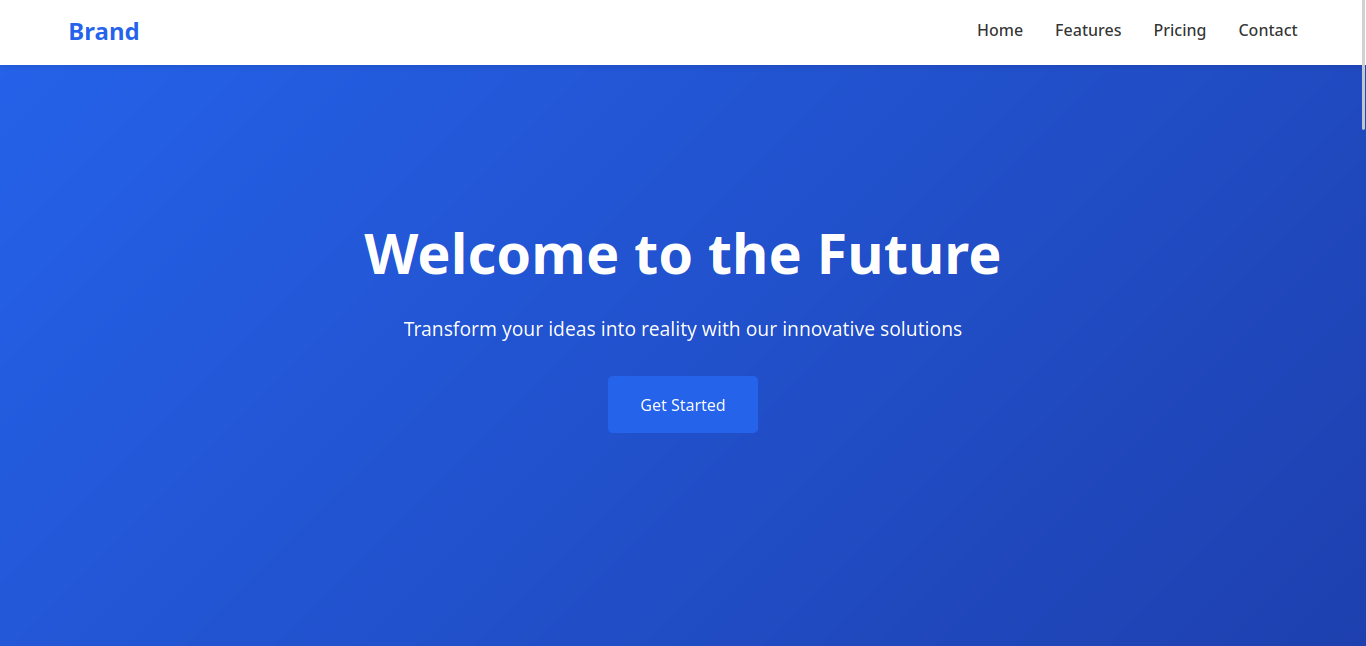 Brand
Home Features Pricing Contact
Welcome to the Future
Transform your ideas into reality with our innovative solutions
Get Started